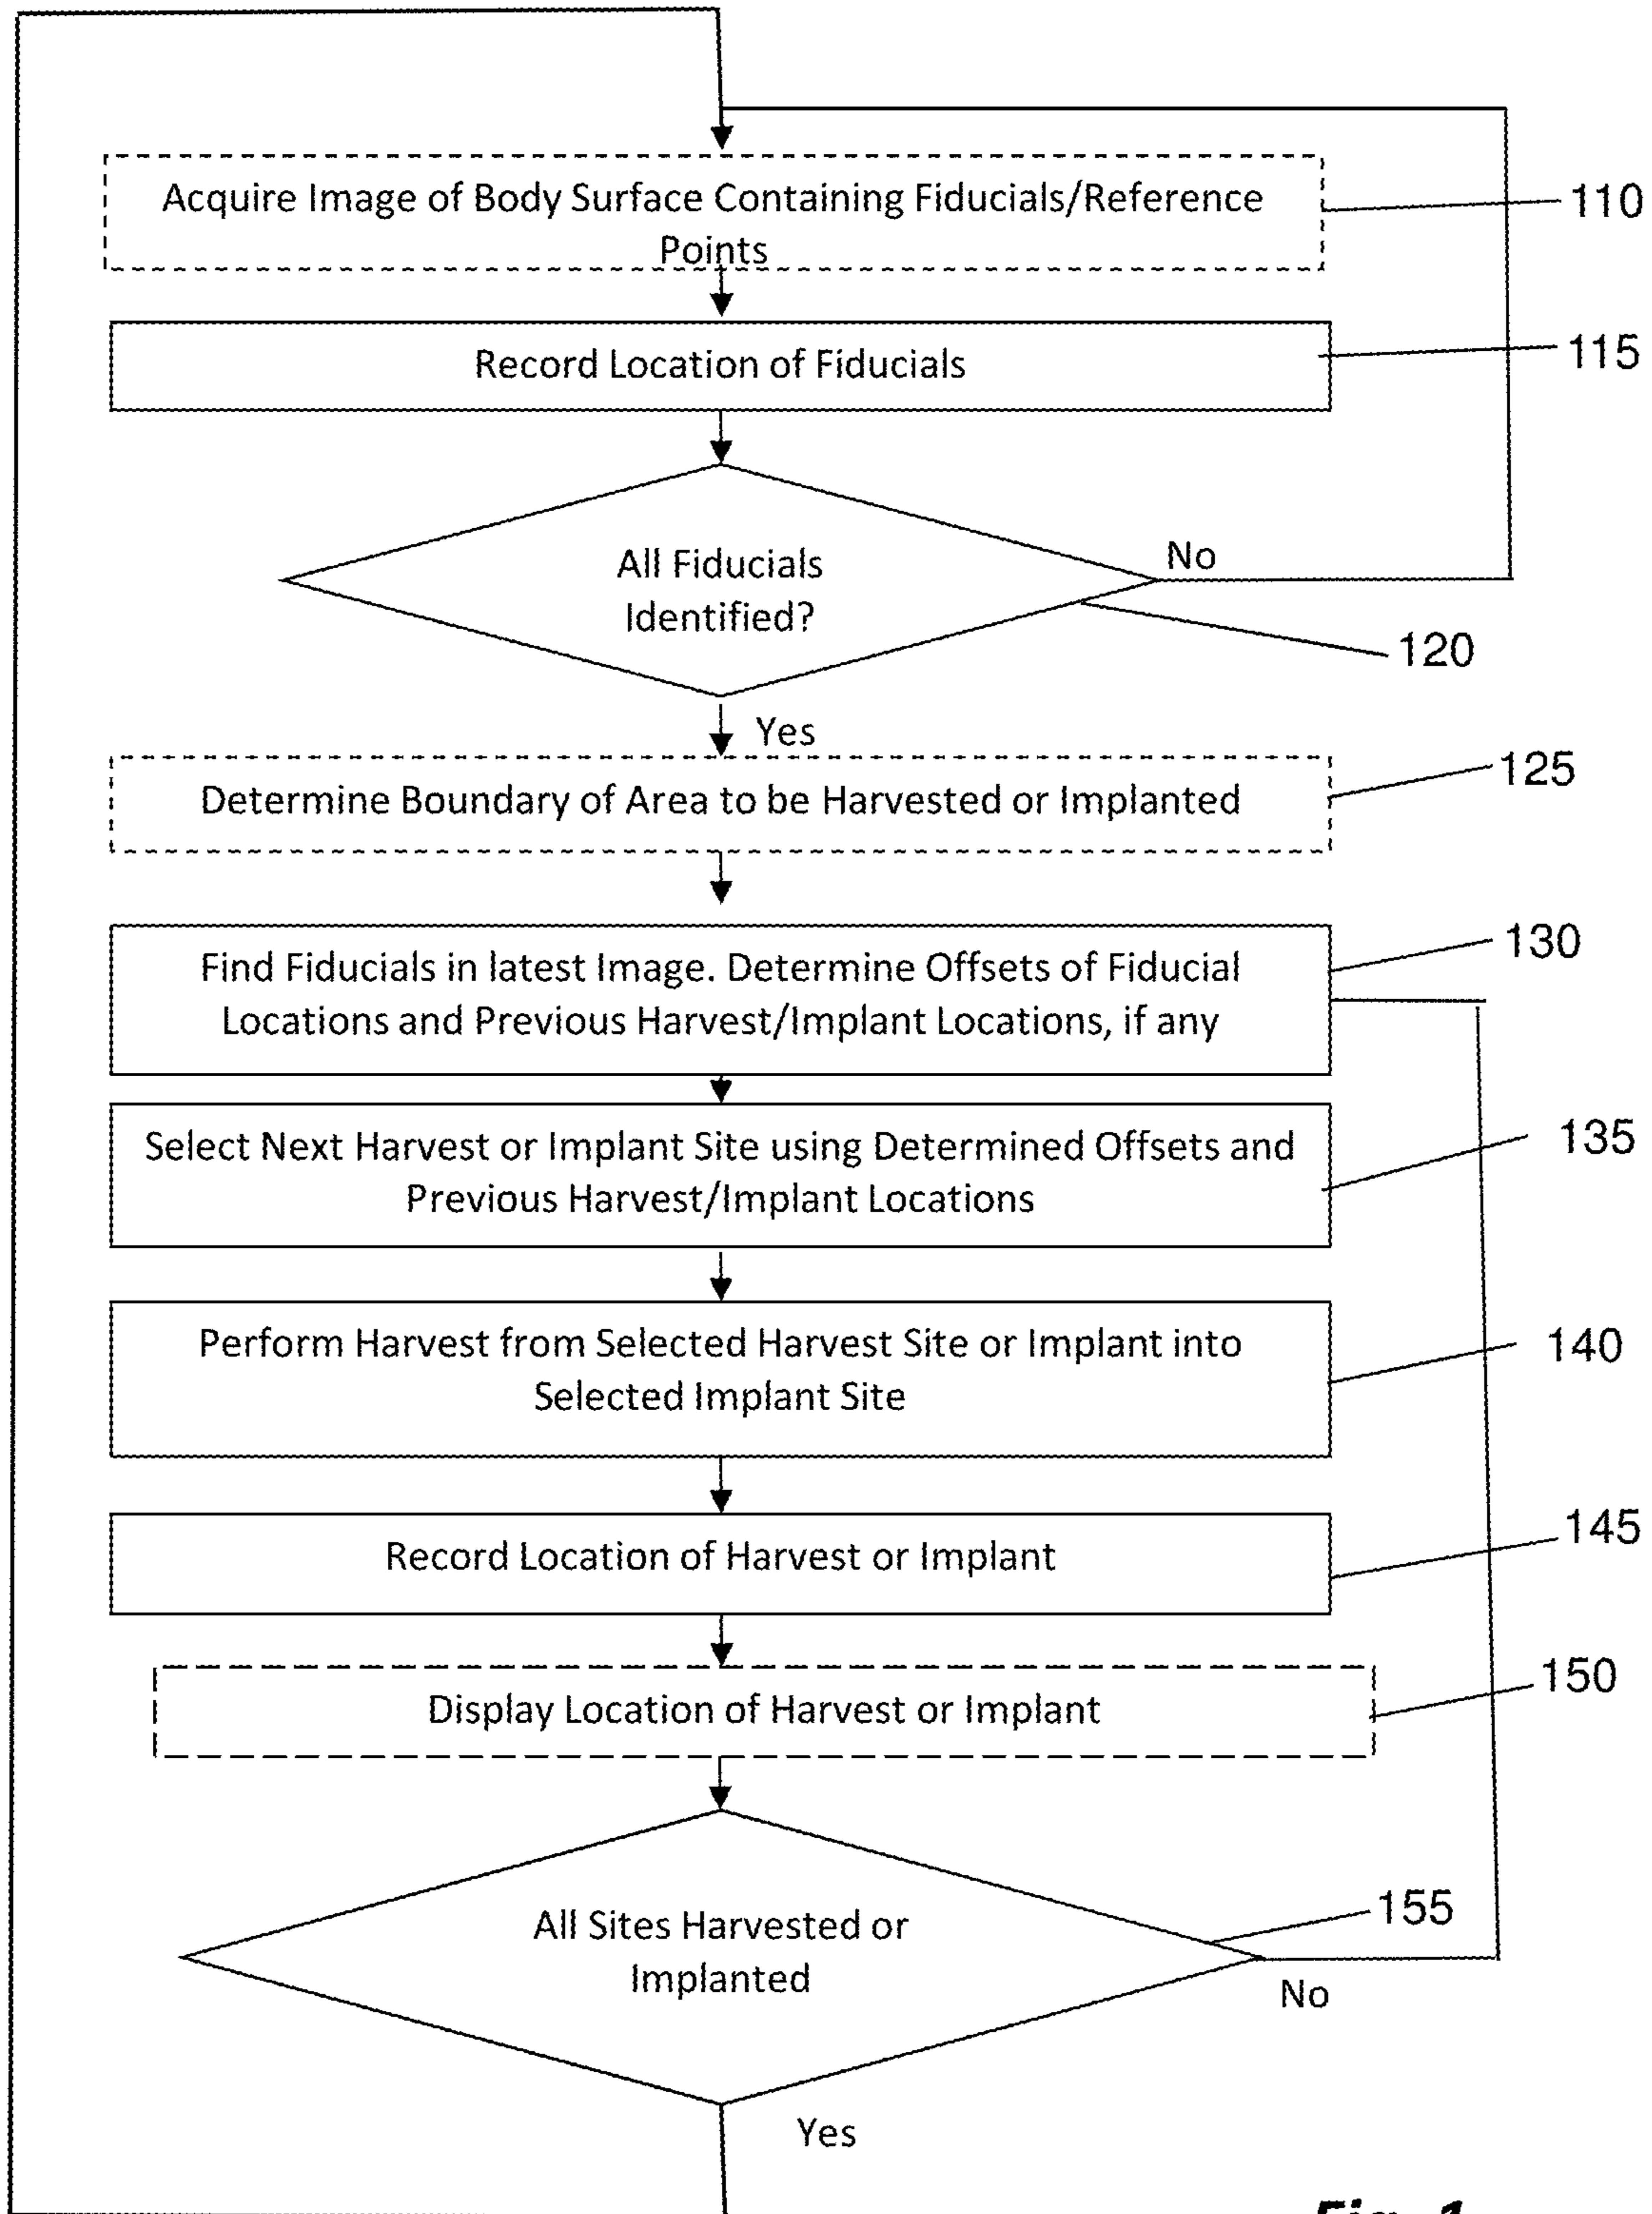 Acquire Image of Body Surface Containing Fiducials/Reference
Points
110
Record Location of Fiducials
115
All Fiducials
Identified?
No
120
Yes
Determine Boundary of Area to be Harvested or Implanted
125
Find Fiducials in latest Image. Determine Offsets of Fiducial
Locations and Previous Harvest/Implant Locations, if any
130
Select Next Harvest or Implant Site using Determined Offsets and
Previous Harvest/Implant Locations
135
Perform Harvest from Selected Harvest Site or Implant into
Selected Implant Site
140
Record Location of Harvest or Implant
145
Display Location of Harvest or Implant
150
All Sites Harvested or
Implanted
155
No
Yes
Fig. 1